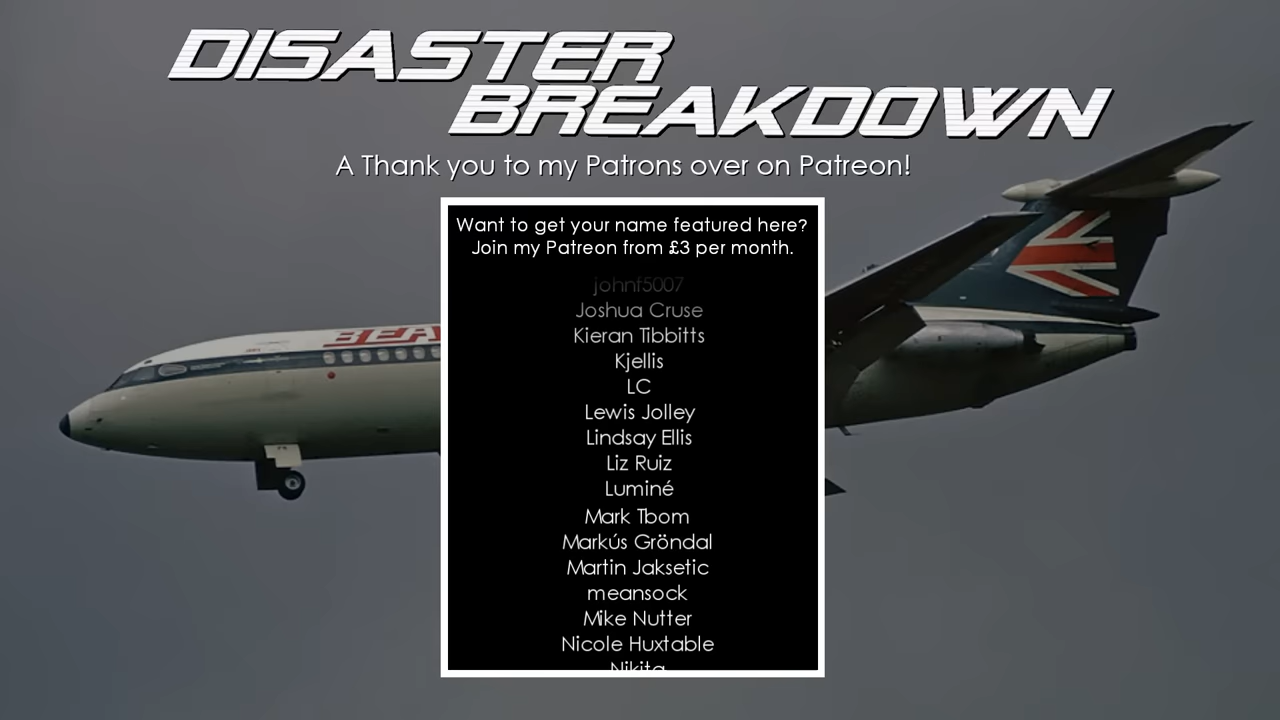 DISASTER
BREAKDOWN
A Thank you to my Patrons over on Patreon!
Want to get your name featured here?
Join my Patreon from £3 per month.
johnf5007
Joshua Cruse
Kieran Tibbitts
Kjellis
LC
Lewis Jolley
Lindsay Ellis
Liz Ruiz
Luminé
Mark Tbom
Markús Gröndal
Martin Jaksetic
meansock
Mike Nutter
Nicole Huxtable
Nikita
BEA